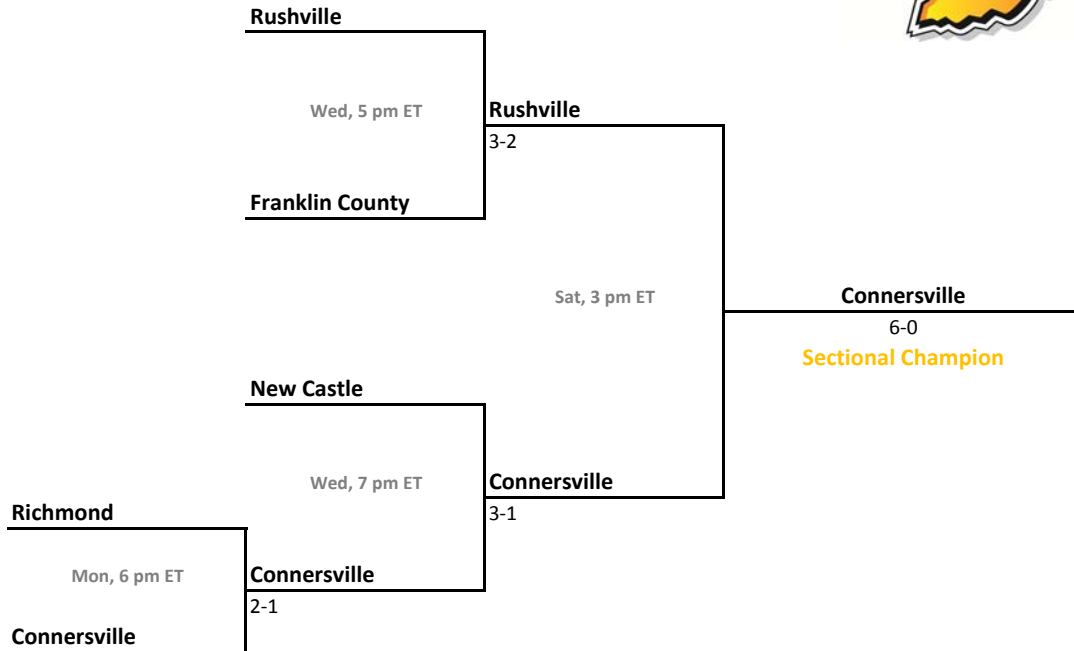 Rushville
Wed, 5 pm ET
Rushville
3-2
Franklin County
Sat, 3 pm ET
Connersville
6-0
Sectional Champion
New Castle
Wed, 7 pm ET
Connersville
3-1
Richmond
Mon, 6 pm ET
Connersville
2-1
Connersville